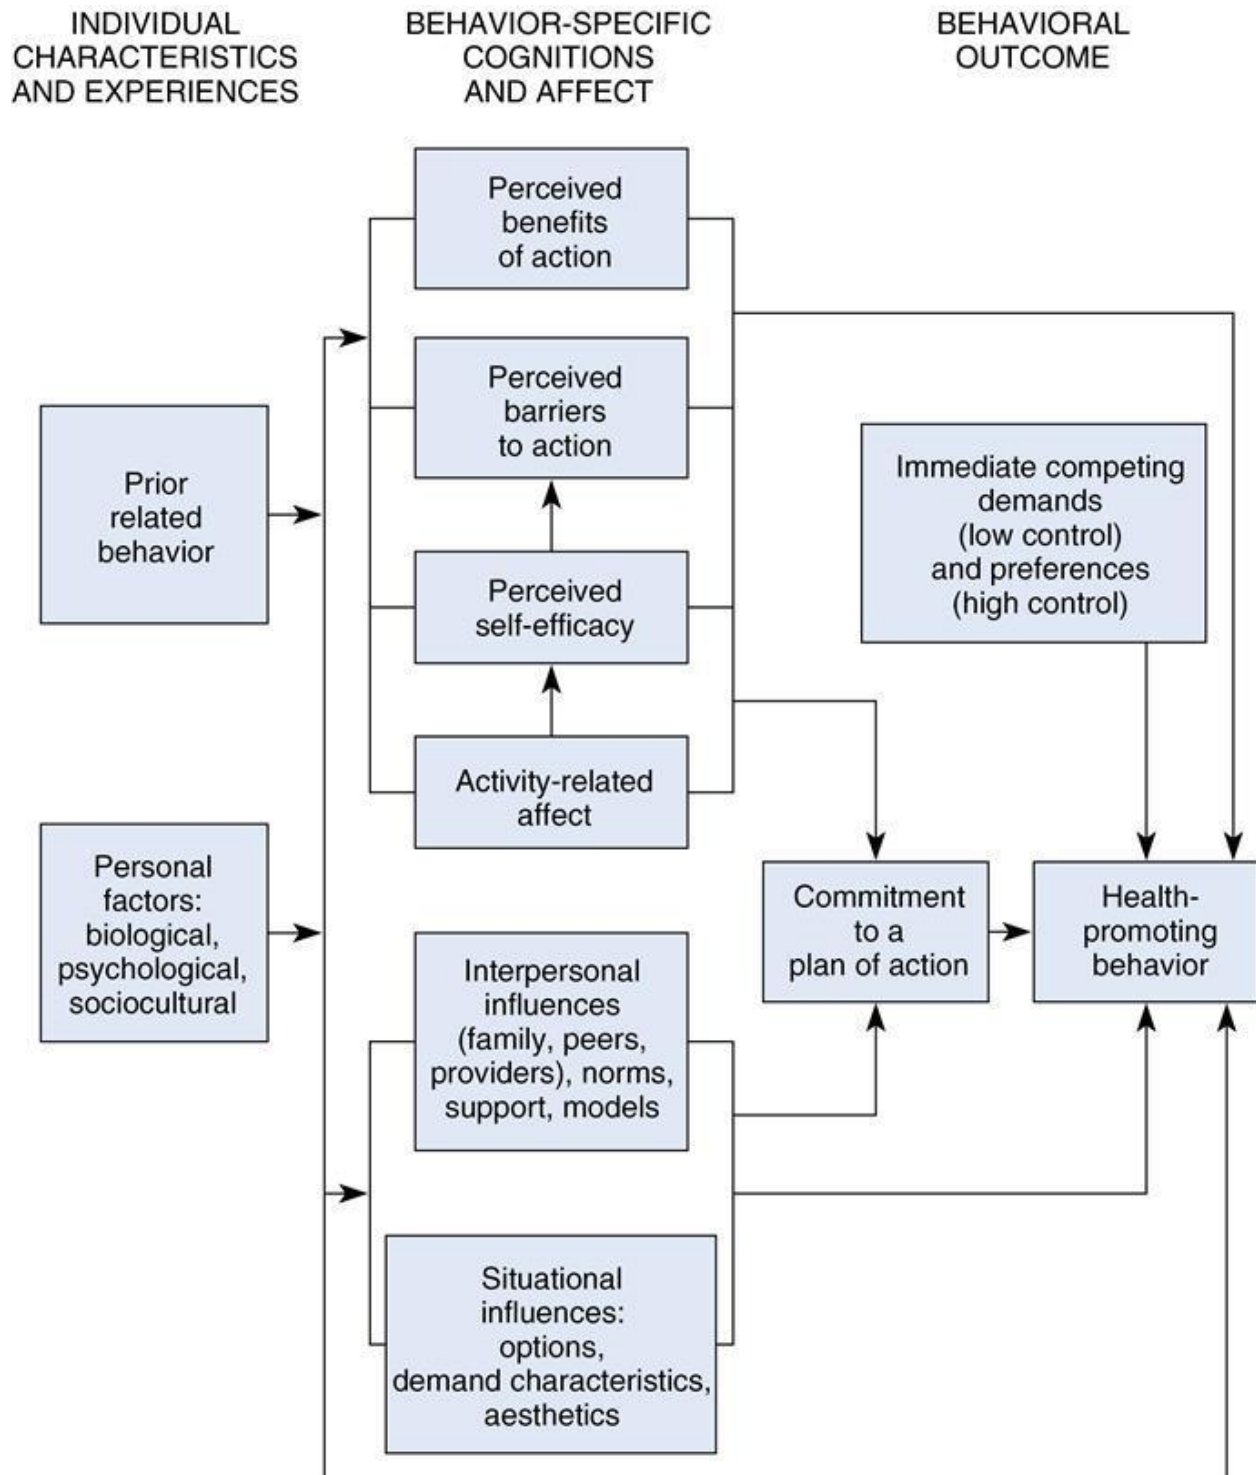 INDIVIDUAL
CHARACTERISTICS
AND EXPERIENCES
BEHAVIOR-SPECIFIC
COGNITIONS
AND AFFECT
BEHAVIORAL
OUTCOME
Perceived
benefits
of action
Perceived
barriers
to action
Prior
related
behavior
Immediate competing
demands
(low control)
and preferences
(high control)
Perceived
self-efficacy
Activity-related
affect
Personal
factors:
biological,
psychological,
sociocultural
Commitment
to a
plan of action
Health-
promoting
behavior
Interpersonal
influences
(family, peers,
providers), norms,
support, models
Situational
influences:
options,
demand characteristics,
aesthetics